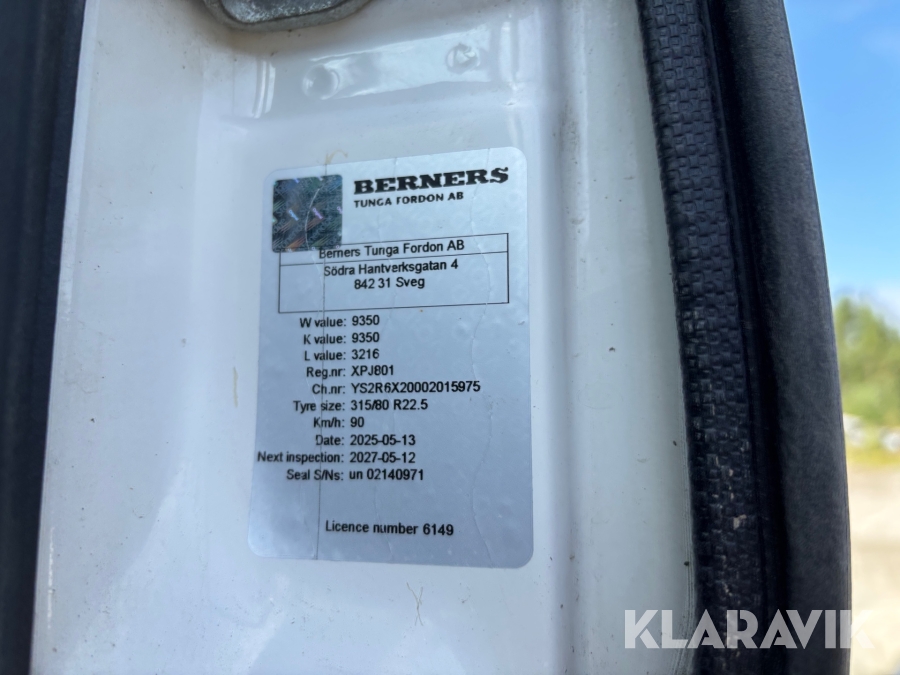 BERNERS
TUNGA FORDON AB
Berners Tunga Fordon AB
Södra Hantverksgatan 4
842 31 Sveg
W value: 9350
K value: 9350
L value: 3216
Reg.nr: XPJ801
Ch.nr: YS2R6X20002015975
Tyre size: 315/80 R22.5
Km/h: 90
Date: 2025-05-13
Next inspection: 2027-05-12
Seal S/Ns: un 02140971
Licence number 6149
KLARAVIK